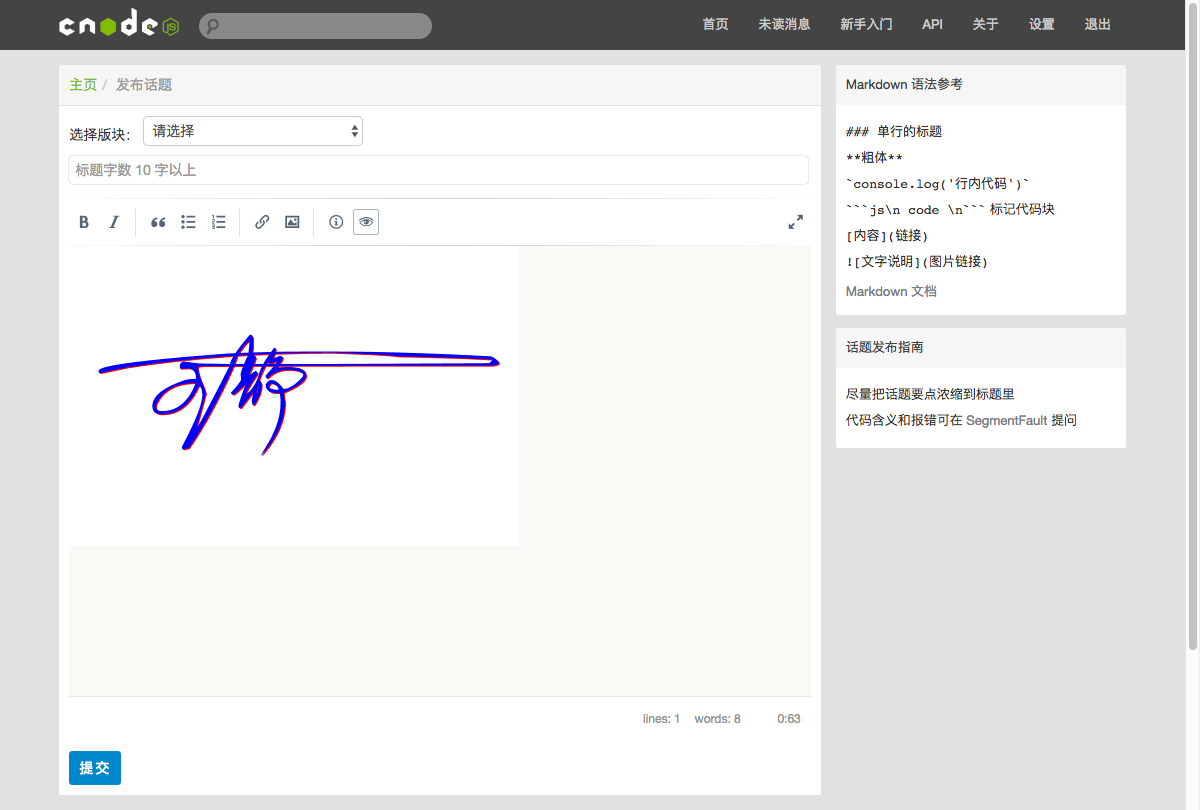 cnode JS
首页 未读消息 新手入门 API 关于 设置 退出
主页 / 发布话题
选择版块： 请选择
标题字数 10 字以上
B I
lines: 1 words: 8 0:63
提交
Markdown 语法参考
### 单行的标题
**粗体**
`console.log('行内代码')`
```js\n code \n``` 标记代码块
[内容](链接)
![文字说明](图片链接)
Markdown 文档
话题发布指南
尽量把话题要点浓缩到标题里
代码含义和报错可在 SegmentFault 提问